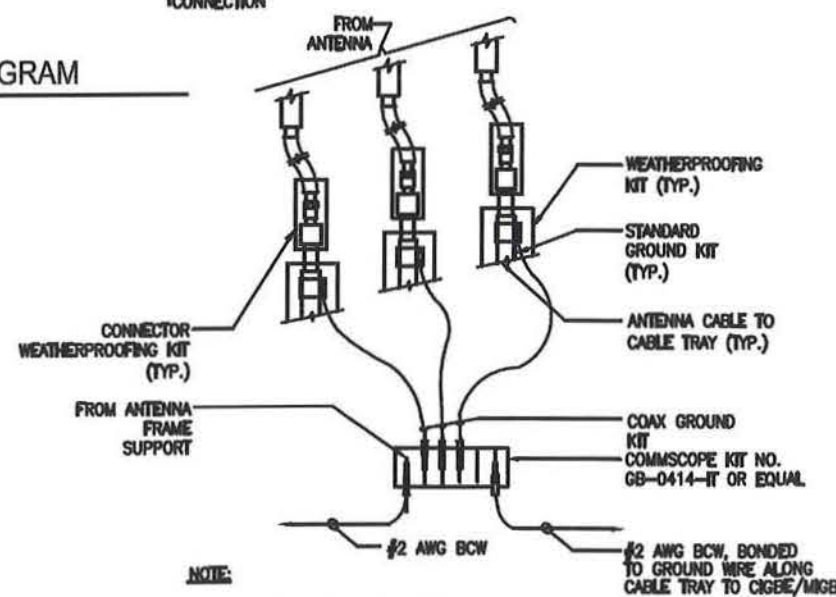 CONNECTION
GRAM
FROM
ANTENNA
WEATHERPROOFING
KIT (TYP.)
STANDARD
GROUND KIT
(TYP.)
ANTENNA CABLE TO
CABLE TRAY (TYP.)
CONNECTOR
WEATHERPROOFING KIT
(TYP.)
FROM ANTENNA
FRAME
SUPPORT
COAX GROUND
KIT
COMMSCOPE KIT NO.
GB-0414-IT OR EQUAL
#2 AWG BCW
#2 AWG BCW, BONDED
TO GROUND WIRE ALONG
CABLE TRAY TO CIGBE/MIGB
NOTE: